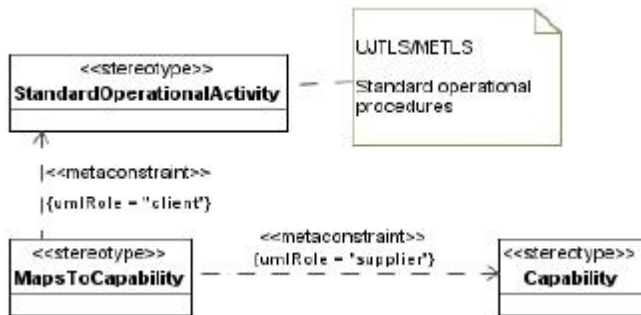 <<stereotype>>
StandardOperationalActivity
UJTLS/METLS
Standard operational
procedures
<<metaconstraint>>
{umlRole = "client"}
<<stereotype>>
MapsToCapability
<<metaconstraint>>
{umlRole = "supplier"}
<<stereotype>>
Capability